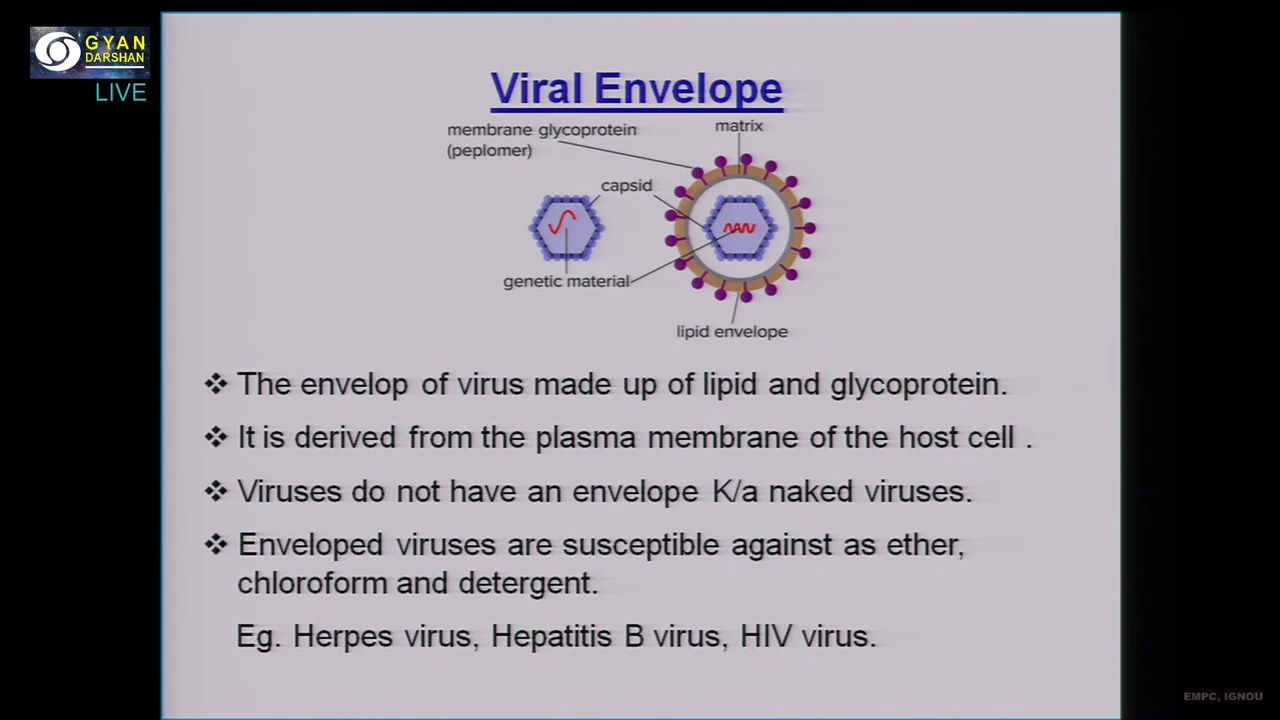 GYAN
DARSHAN
LIVE
Viral Envelope
membrane glycoprotein
(peplomer)
matrix
capsid
genetic material
lipid envelope
❖ The envelop of virus made up of lipid and glycoprotein.
❖ It is derived from the plasma membrane of the host cell .
❖ Viruses do not have an envelope K/a naked viruses.
❖ Enveloped viruses are susceptible against as ether,
chloroform and detergent.
Eg. Herpes virus, Hepatitis B virus, HIV virus.
EMPC, IGNOU